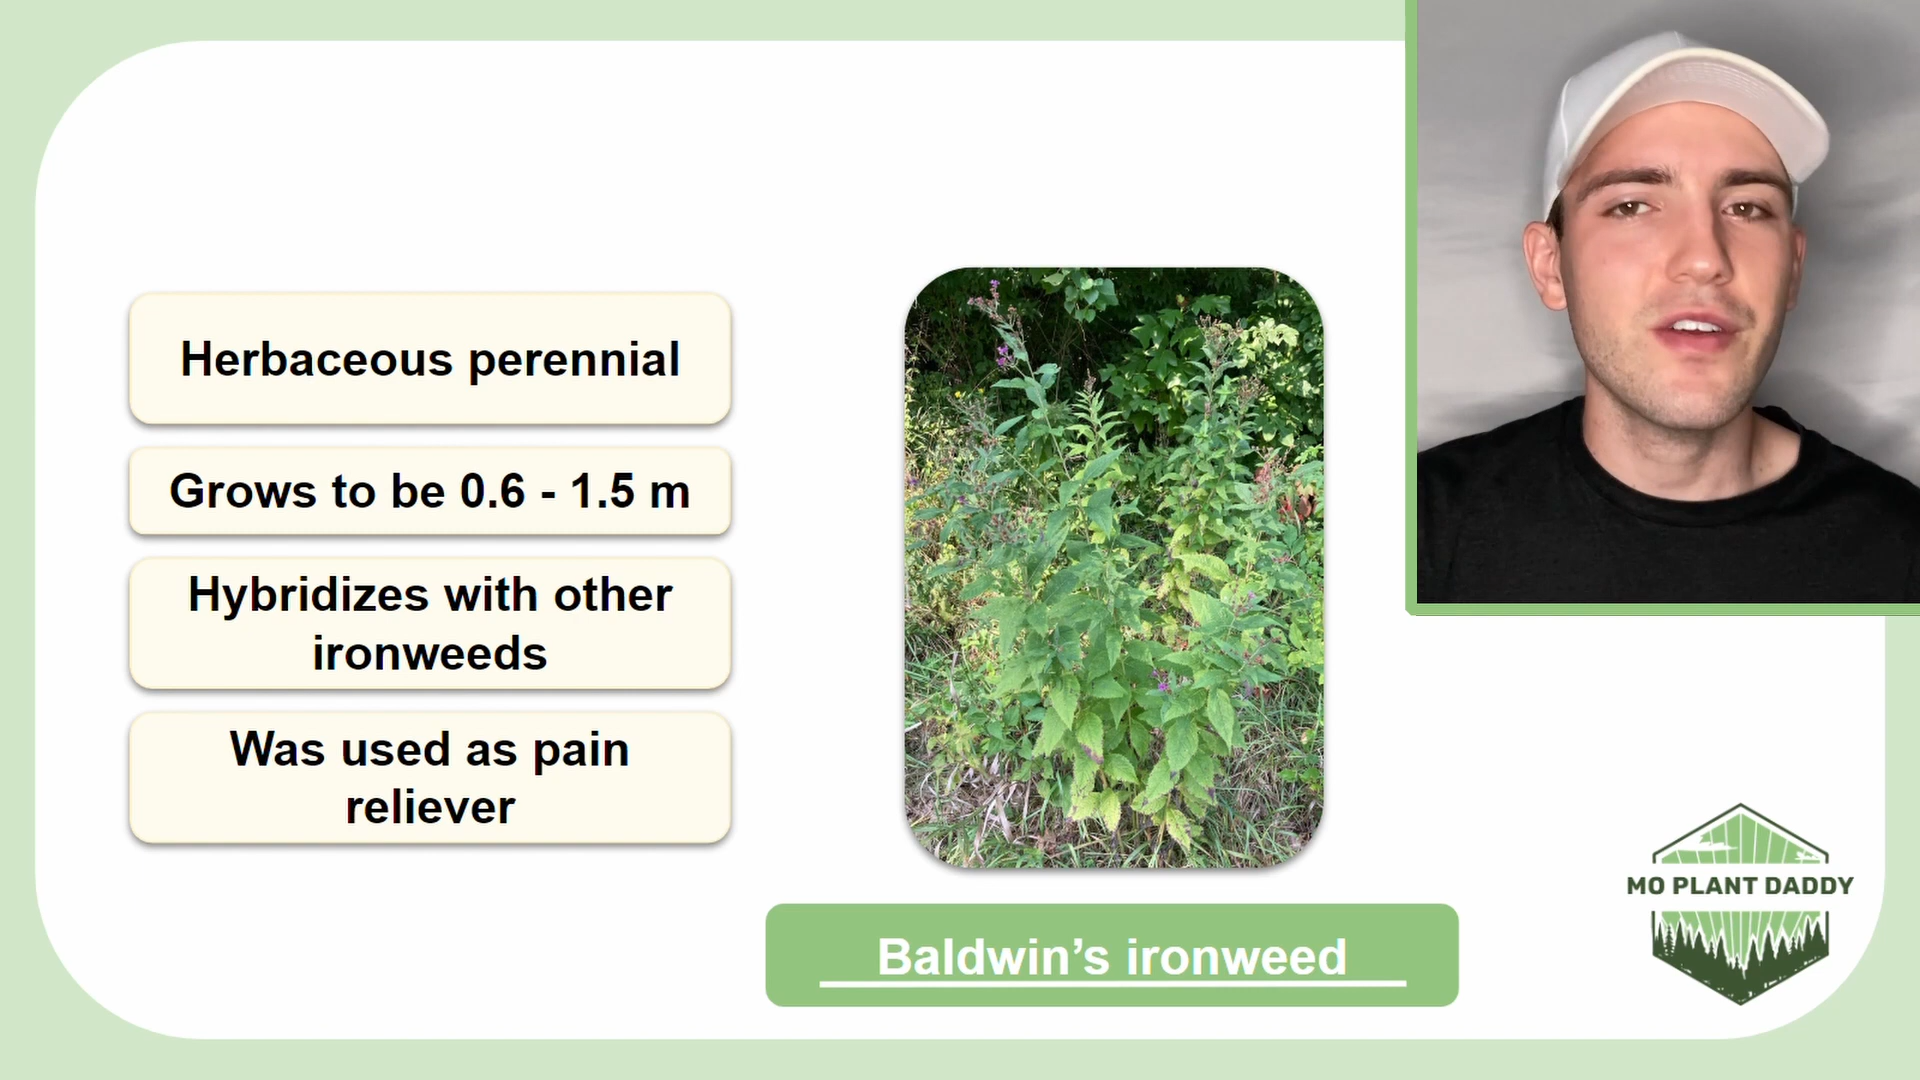 Herbaceous perennial
Grows to be 0.6 - 1.5 m
Hybridizes with other
ironweeds
Was used as pain
reliever
Baldwin’s ironweed
MO PLANT DADDY